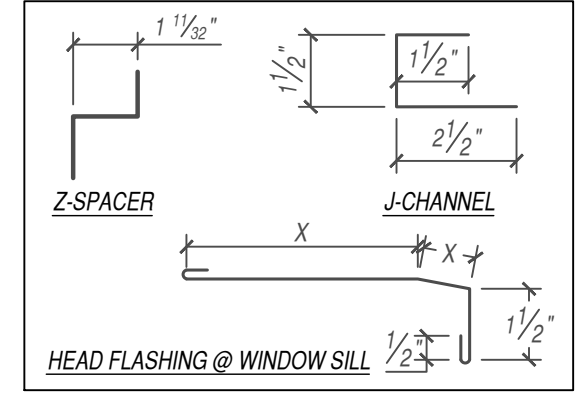 1 11/32"
1 1/2"
1 1/2"
2 1/2"
Z-SPACER
J-CHANNEL
X
X
1 1/2"
1/2"
HEAD FLASHING @ WINDOW SILL